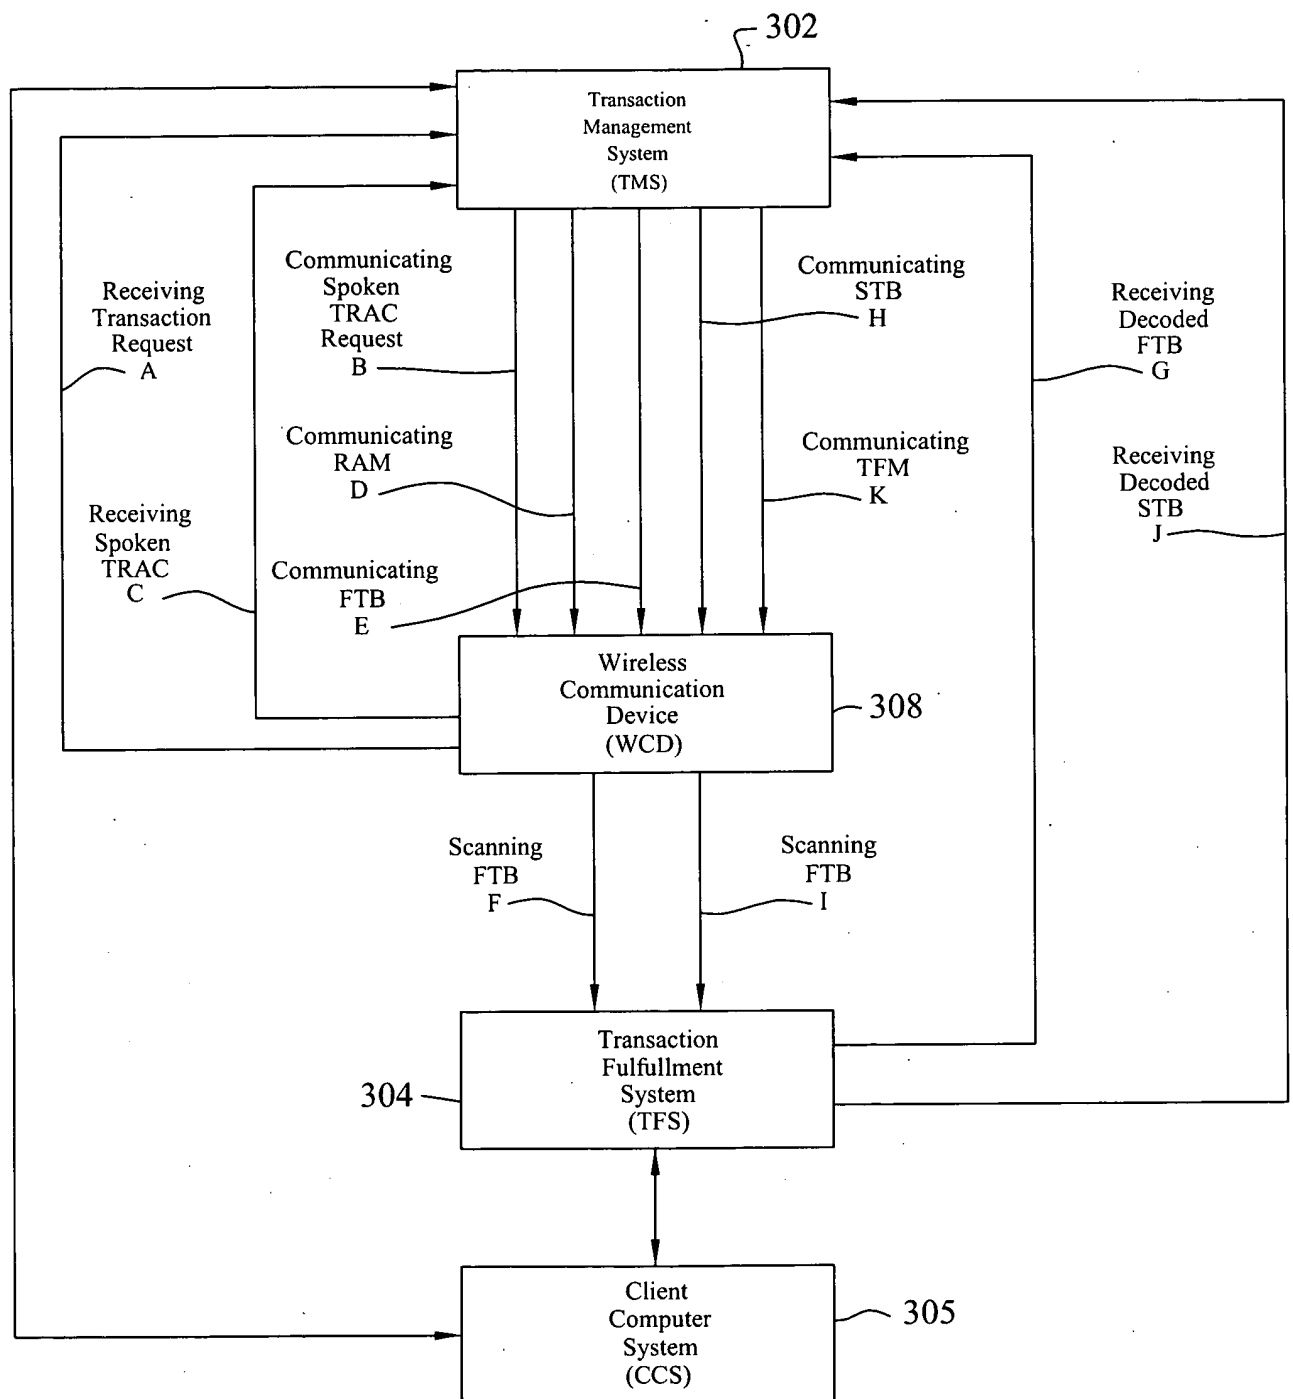 302
Transaction
Management
System
(TMS)
Receiving
Transaction
Request
A
Communicating
Spoken
TRAC
Request
B
Communicating
STB
H
Receiving
Decoded
FTB
G
Communicating
RAM
D
Communicating
TFM
K
Receiving
Decoded
STB
J
Receiving
Spoken
TRAC
C
Communicating
FTB
E
Wireless
Communication
Device
(WCD)
308
Scanning
FTB
F
Scanning
FTB
I
Transaction
Fulfullment
System
(TFS)
304
Client
Computer
System
(CCS)
305